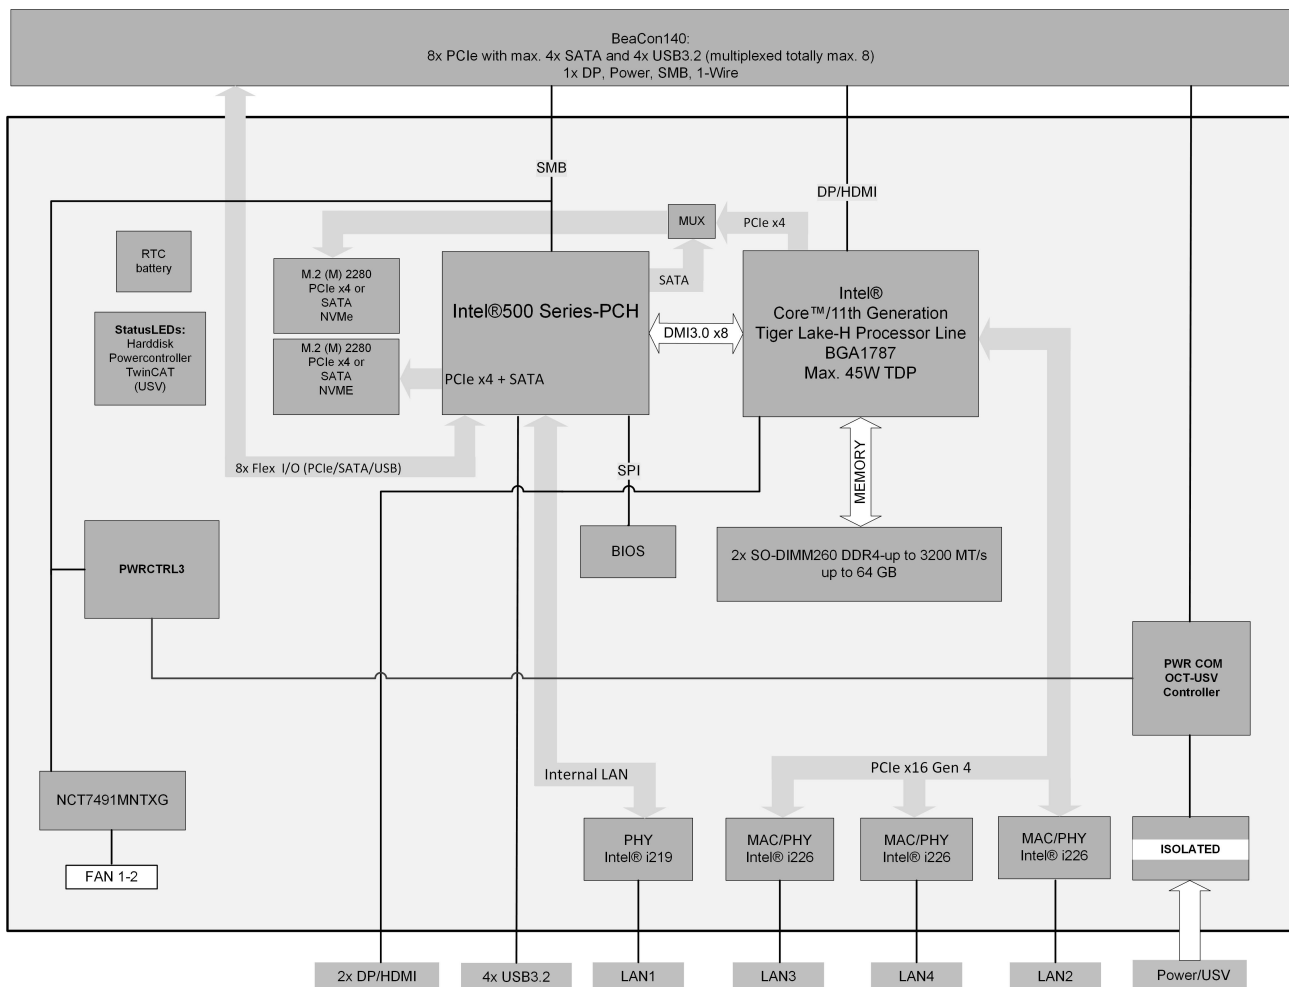 BeaCon140:
8x PCIe with max. 4x SATA and 4x USB3.2 (multiplexed totally max. 8)
1x DP, Power, SMB, 1-Wire
SMB
DP/HDMI
MUX
PCIe x4
RTC
battery
M.2 (M) 2280
PCIe x4 or
SATA
NVMe
SATA
Intel®500 Series-PCH
DMI3.0 x8
Intel®
Core™/11th Generation
Tiger Lake-H Processor Line
BGA1787
Max. 45W TDP
StatusLEDs:
Harddisk
Powercontroller
TwinCAT
(USV)
M.2 (M) 2280
PCIe x4 or
SATA
NVME
PCIe x4 + SATA
8x Flex I/O (PCIe/SATA/USB)
SPI
MEMORY
BIOS
2x SO-DIMM260 DDR4-up to 3200 MT/s
up to 64 GB
PWRCTRL3
PWR COM
OCT-USV
Controller
Internal LAN
PCIe x16 Gen 4
NCT7491MNTXG
FAN 1-2
PHY
Intel® i219
MAC/PHY
Intel® i226
MAC/PHY
Intel® i226
MAC/PHY
Intel® i226
ISOLATED
2x DP/HDMI
4x USB3.2
LAN1
LAN3
LAN4
LAN2
Power/USV